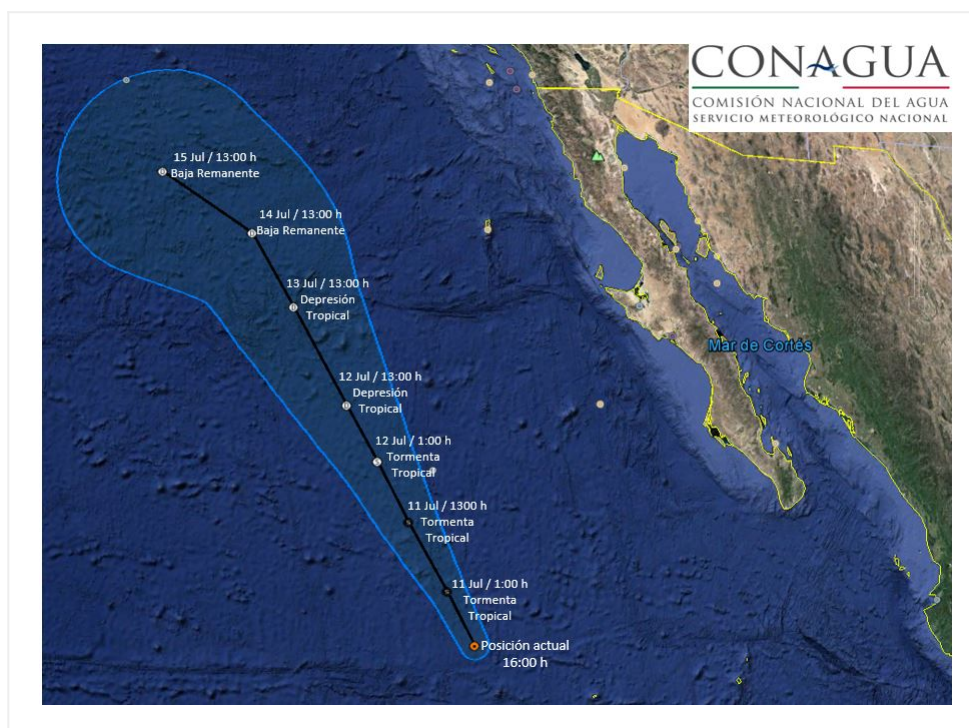 CONAGUA
COMISIÓN NACIONAL DEL AGUA
SERVICIO METEOROLÓGICO NACIONAL
15 Jul / 13:00 h
Baja Remanente
14 Jul / 13:00 h
Baja Remanente
13 Jul / 13:00 h
Depresión
Tropical
Mar de Cortés
12 Jul / 13:00 h
Depresión
Tropical
12 Jul / 1:00 h
Tormenta
Tropical
11 Jul / 1300 h
Tormenta
Tropical
11 Jul / 1:00 h
Tormenta
Tropical
Posición actual
16:00 h